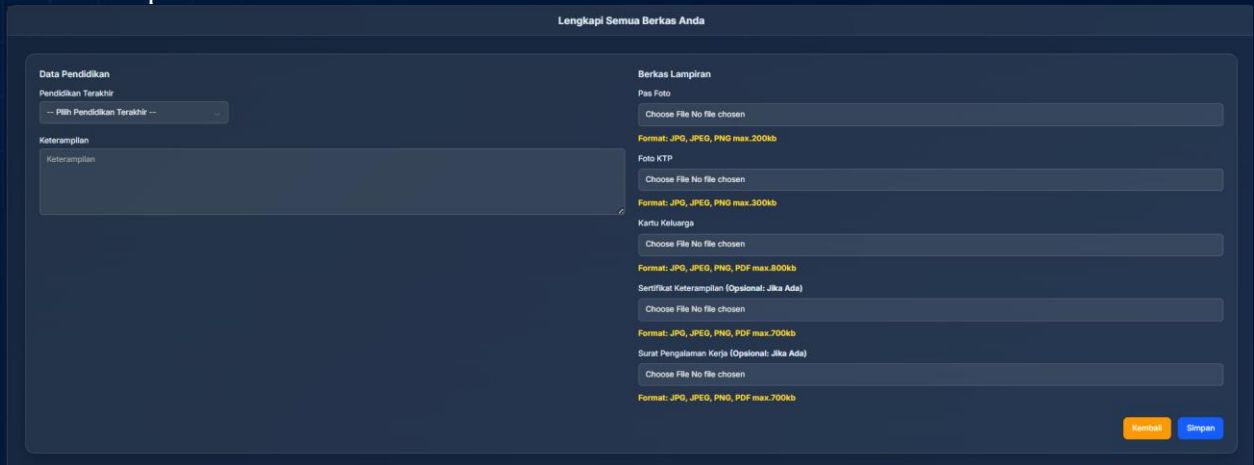 Lengkapi Semua Berkas Anda
Data Pendidikan
Pendidikan Terakhir
-- Pilih Pendidikan Terakhir --
Keterampilan
Keterampilan
Berkas Lampiran
Pas Foto
Choose File No file chosen
Format: JPG, JPEG, PNG max.200kb
Foto KTP
Choose File No file chosen
Format: JPG, JPEG, PNG max.300kb
Kartu Keluarga
Choose File No file chosen
Format: JPG, JPEG, PNG, PDF max.800kb
Sertifikat Keterampilan (Opsional: Jika Ada)
Choose File No file chosen
Format: JPG, JPEG, PNG, PDF max.700kb
Surat Pengalaman Kerja (Opsional: Jika Ada)
Choose File No file chosen
Format: JPG, JPEG, PNG, PDF max.700kb
Kembali Simpan